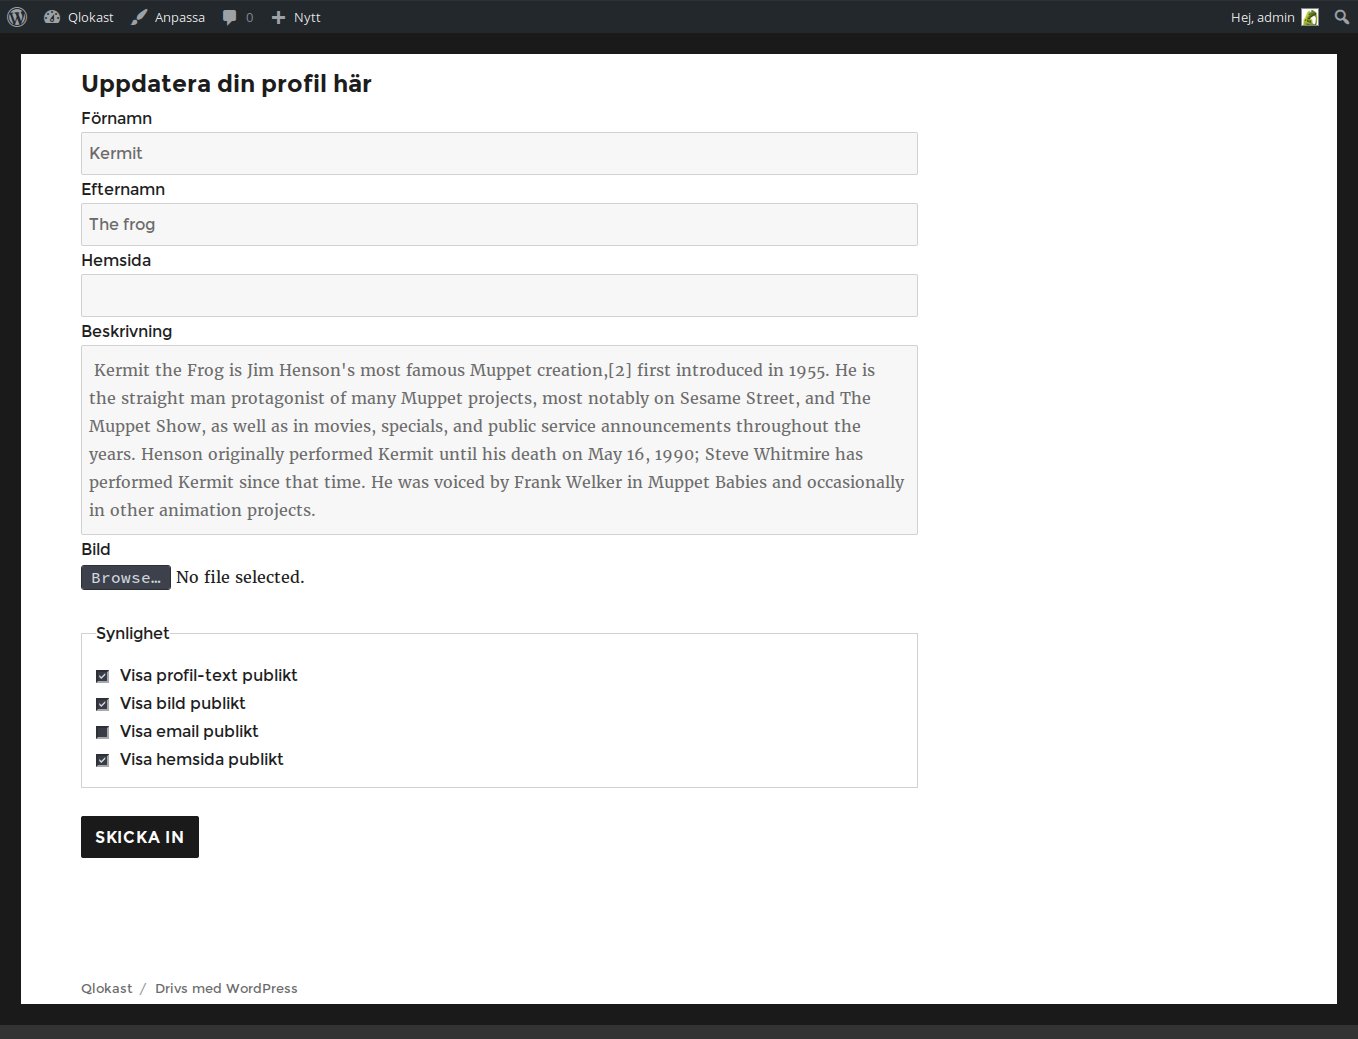 Qlokast Anpassa 0 Nytt Hej, admin
Uppdatera din profil här
Förnamn
Kermit
Efternamn
The frog
Hemsida
Beskrivning
Kermit the Frog is Jim Henson's most famous Muppet creation,[2] first introduced in 1955. He is
the straight man protagonist of many Muppet projects, most notably on Sesame Street, and The
Muppet Show, as well as in movies, specials, and public service announcements throughout the
years. Henson originally performed Kermit until his death on May 16, 1990; Steve Whitmire has
performed Kermit since that time. He was voiced by Frank Welker in Muppet Babies and occasionally
in other animation projects.
Bild
Browse… No file selected.
Synlighet
Visa profil-text publikt
Visa bild publikt
Visa email publikt
Visa hemsida publikt
SKICKA IN
Qlokast / Drivs med WordPress